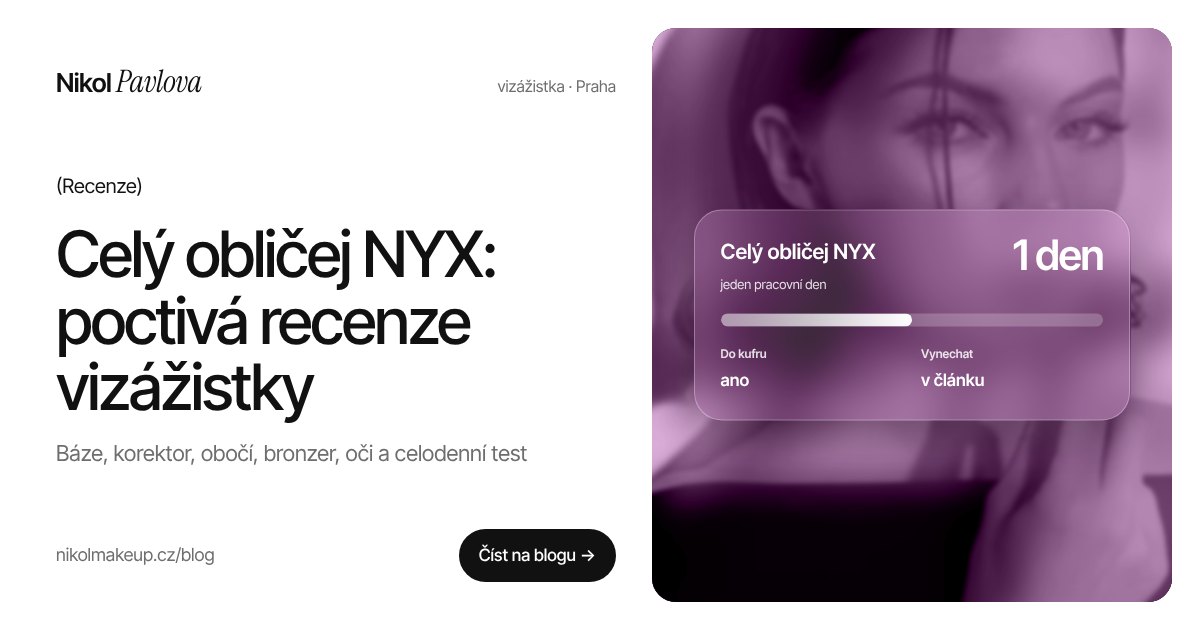 Nikol Pavlova
vizážistka · Praha
(Recenze)
Celý obličej NYX:
poctivá recenze
vizážistky
Báze, korektor, obočí, bronzer, oči a celodenní test
nikolmakeup.cz/blog
Číst na blogu →
Celý obličej NYX
1 den
jeden pracovní den
Do kufru
Vynechat
ano
v článku